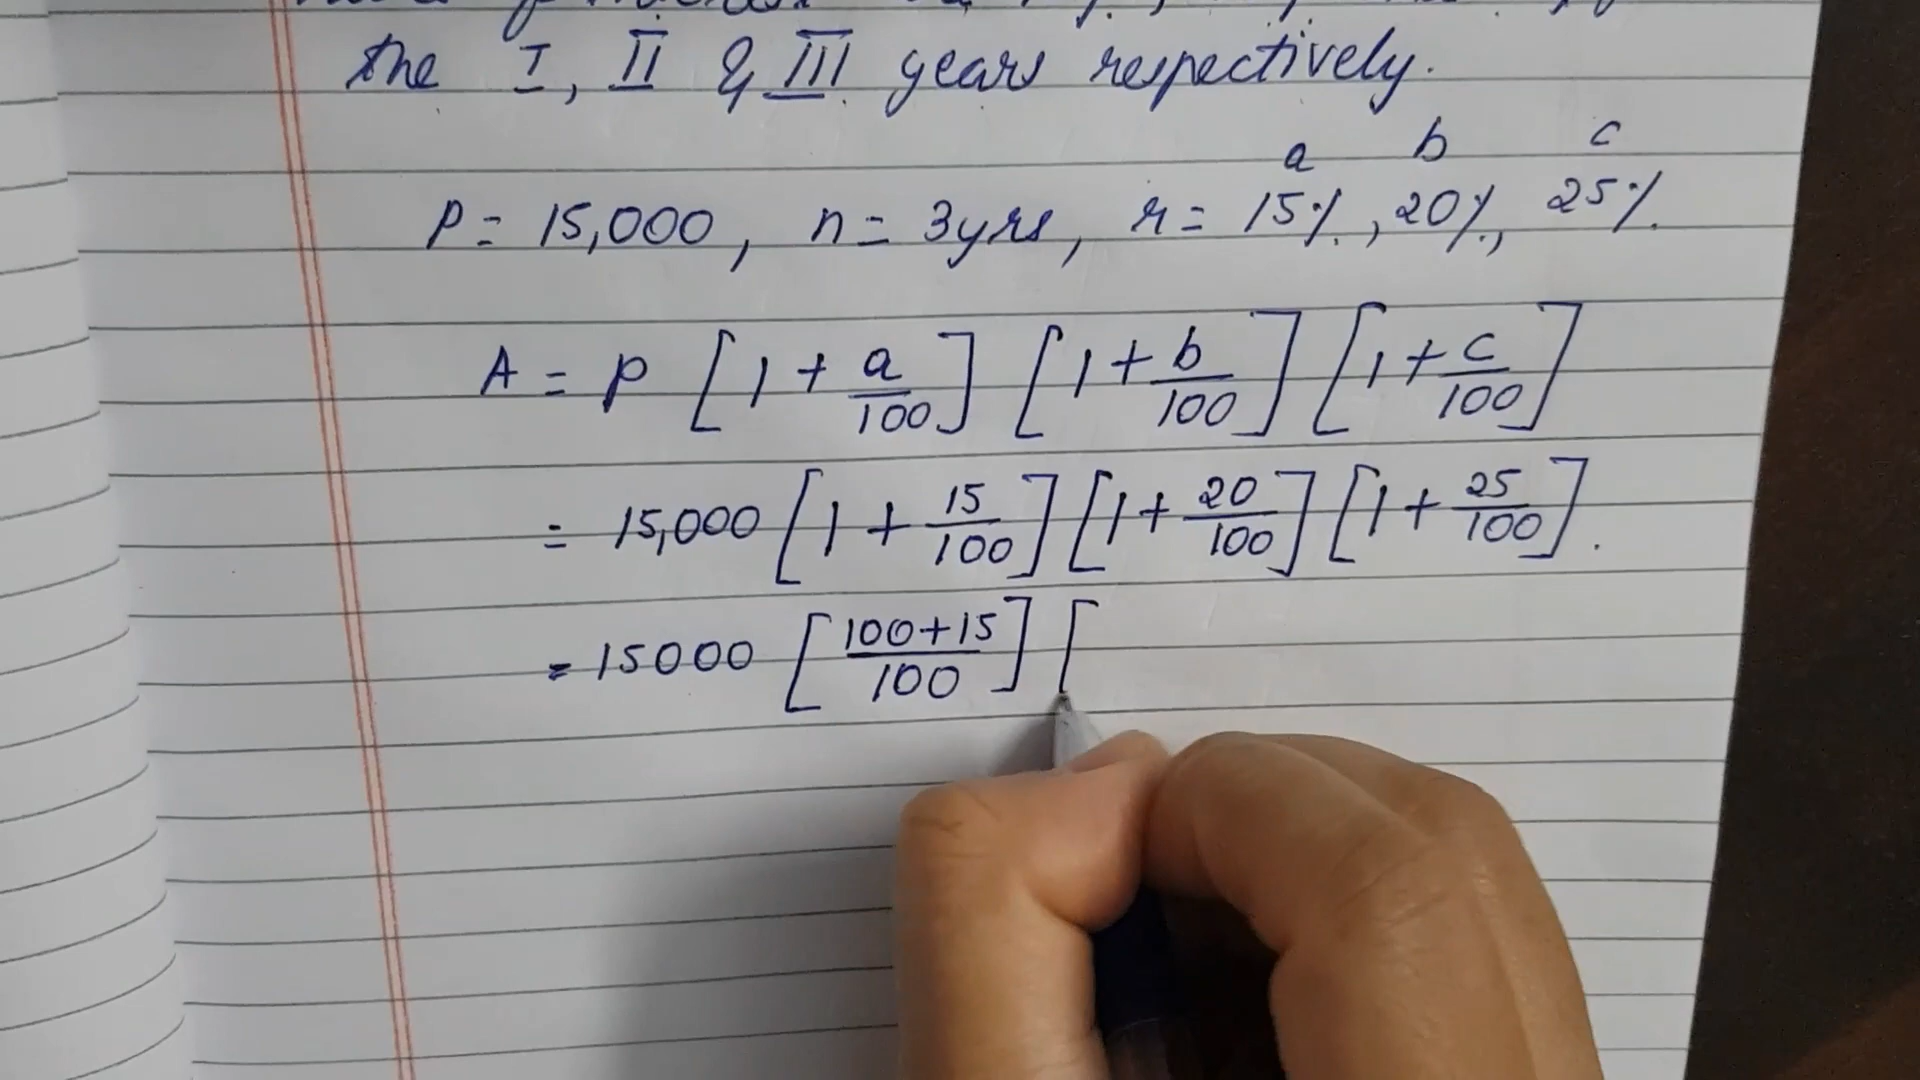 the I, II & III years respectively.
a b c
P = 15,000, n = 3yrs, r = 15%, 20%, 25%.
A = P [1 + a/100] [1 + b/100] [1 + c/100]
= 15,000 [1 + 15/100] [1 + 20/100] [1 + 25/100].
= 15000 [100+15/100] [